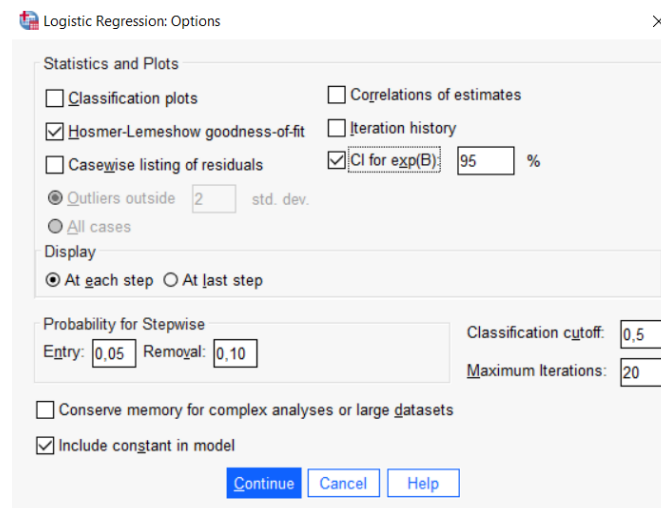 Logistic Regression: Options
Statistics and Plots
Classification plots
Correlations of estimates
Hosmer-Lemeshow goodness-of-fit
Iteration history
Casewise listing of residuals
CI for exp(B): 95 %
Outliers outside 2 std. dev.
All cases
Display
At each step At last step
Probability for Stepwise
Entry: 0,05 Removal: 0,10
Classification cutoff: 0,5
Maximum Iterations: 20
Conserve memory for complex analyses or large datasets
Include constant in model
Continue Cancel Help